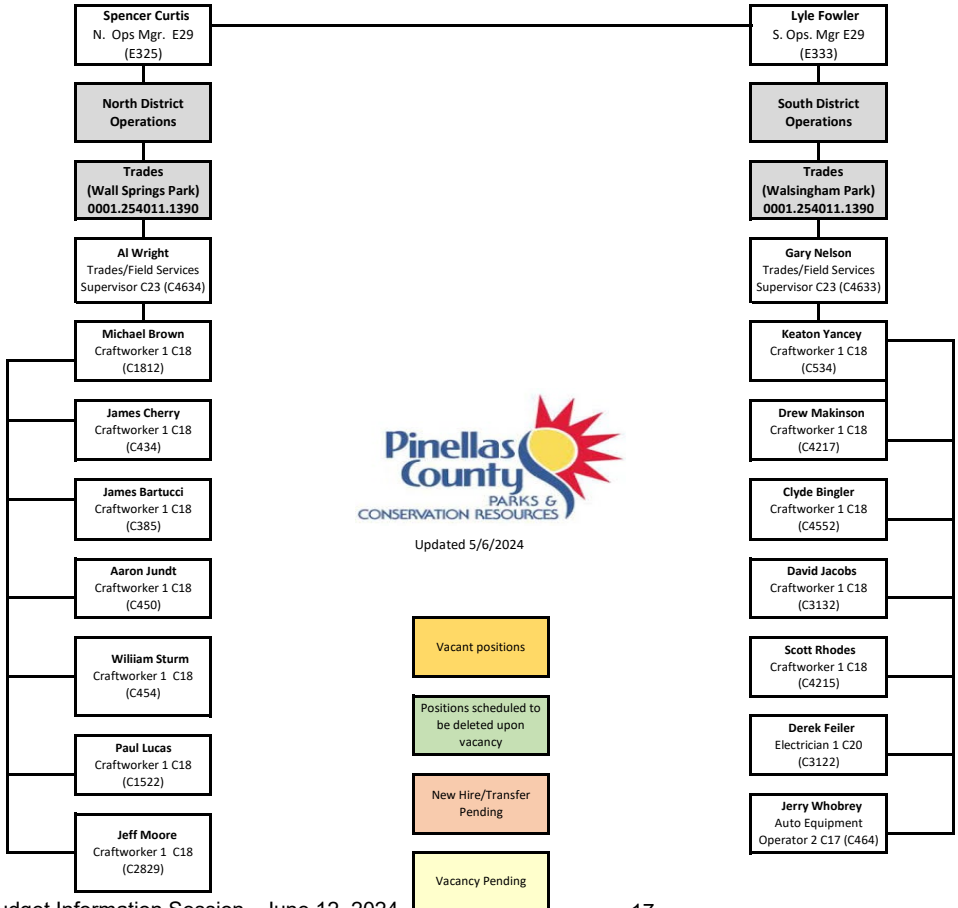 Spencer Curtis
N. Ops Mgr. E29
(E325)
Lyle Fowler
S. Ops. Mgr E29
(E333)
North District
Operations
South District
Operations
Trades
(Wall Springs Park)
0001.254011.1390
Trades
(Walsingham Park)
0001.254011.1390
Al Wright
Trades/Field Services
Supervisor C23 (C4634)
Gary Nelson
Trades/Field Services
Supervisor C23 (C4633)
Michael Brown
Craftworker 1 C18
(C1812)
Keaton Yancey
Craftworker 1 C18
(C534)
James Cherry
Craftworker 1 C18
(C434)
Drew Makinson
Craftworker 1 C18
(C4217)
Pinellas
County
PARKS &
CONSERVATION RESOURCES
Updated 5/6/2024
James Bartucci
Craftworker 1 C18
(C385)
Clyde Bingler
Craftworker 1 C18
(C4552)
Aaron Jundt
Craftworker 1 C18
(C450)
David Jacobs
Craftworker 1 C18
(C3132)
Wiliiam Sturm
Craftworker 1 C18
(C454)
Vacant positions
Scott Rhodes
Craftworker 1 C18
(C4215)
Paul Lucas
Craftworker 1 C18
(C1522)
Positions scheduled to
be deleted upon
vacancy
Derek Feiler
Electrician 1 C20
(C3122)
Jeff Moore
Craftworker 1 C18
(C2829)
New Hire/Transfer
Pending
Jerry Whobrey
Auto Equipment
Operator 2 C17 (C464)
Vacancy Pending
Information Session June 12, 2024